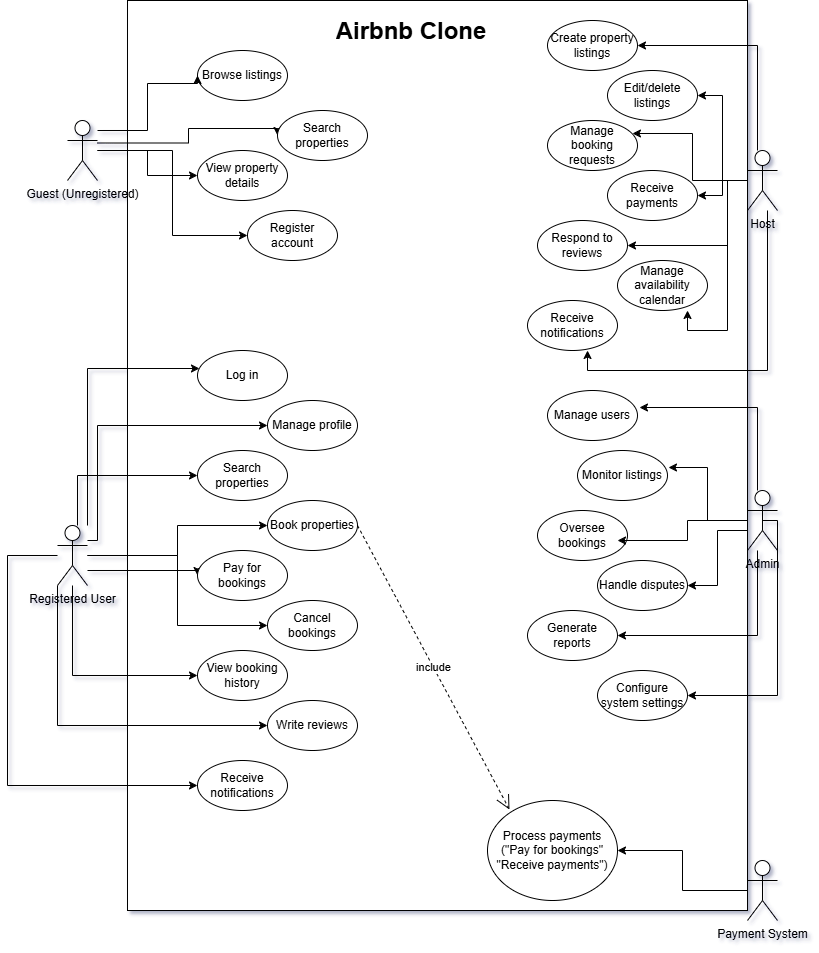 Airbnb Clone
Browse listings
Search
properties
View property
details
Register
account
Guest (Unregistered)
Create property
listings
Edit/delete
listings
Manage
booking
requests
Receive
payments
Respond to
reviews
Manage
availability
calendar
Receive
notifications
Host
Log in
Manage profile
Search
properties
Book properties
Pay for
bookings
Cancel
bookings
View booking
history
Write reviews
Receive
notifications
Registered User
Manage users
Monitor listings
Oversee
bookings
Handle disputes
Generate
reports
Configure
system settings
Admin
include
Process payments
("Pay for bookings"
"Receive payments")
Payment System